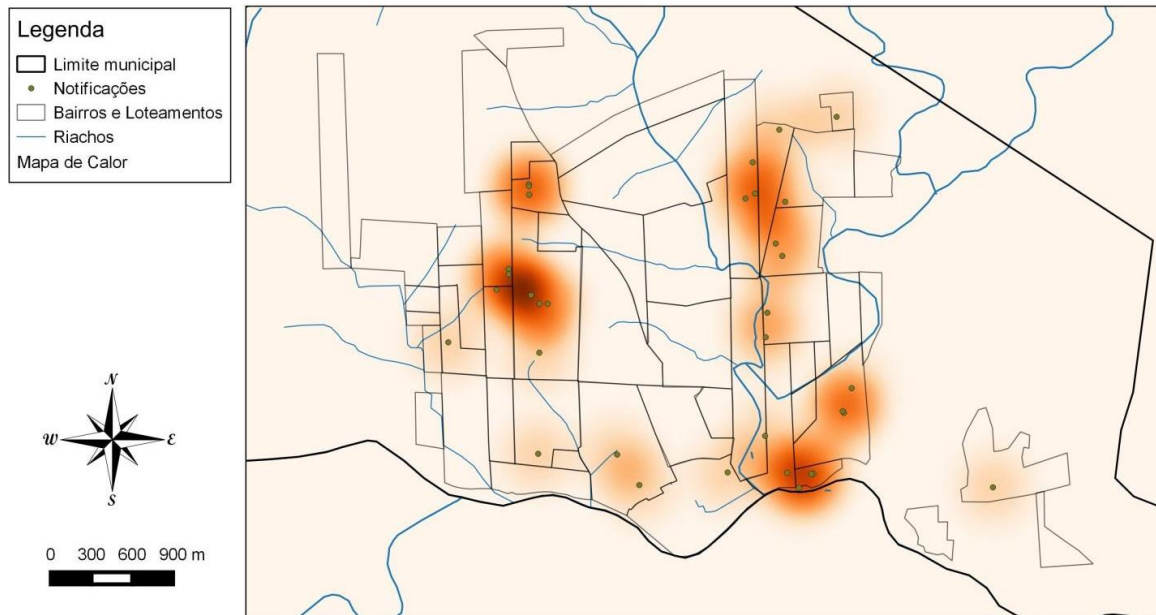 Legenda
Limite municipal
Notificações
Bairros e Loteamentos
Riachos
Mapa de Calor
N
W E
S
0 300 600 900 m